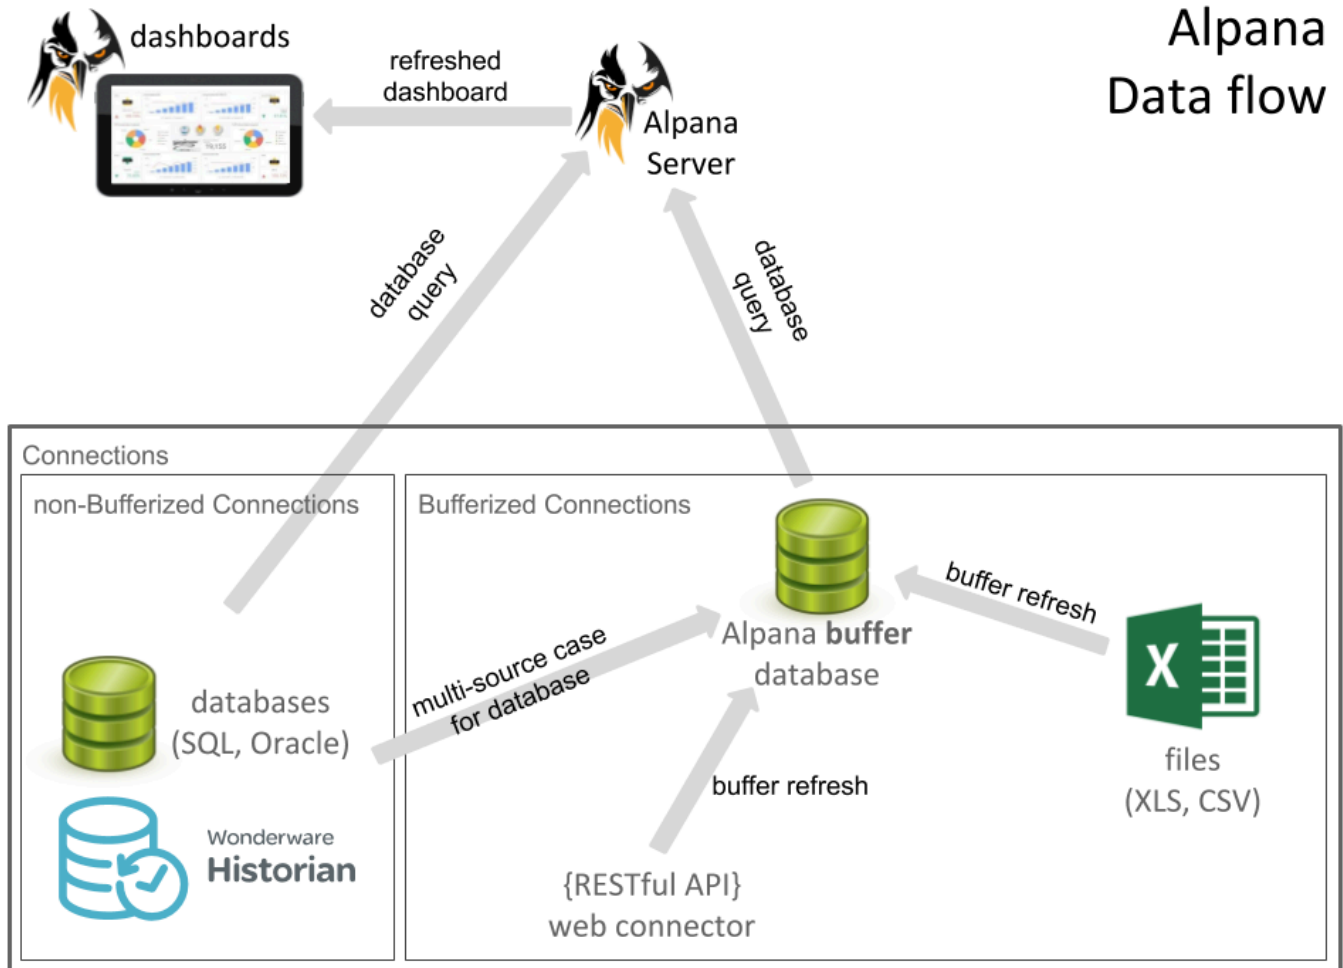 dashboards
refreshed
dashboard
Alpana
Server
Alpana
Data flow
database
query
database
query
Connections
non-Bufferized Connections
Bufferized Connections
buffer refresh
Alpana buffer
database
multi-source case
for database
databases
(SQL, Oracle)
X
files
(XLS, CSV)
buffer refresh
Wonderware
Historian
{RESTful API}
web connector